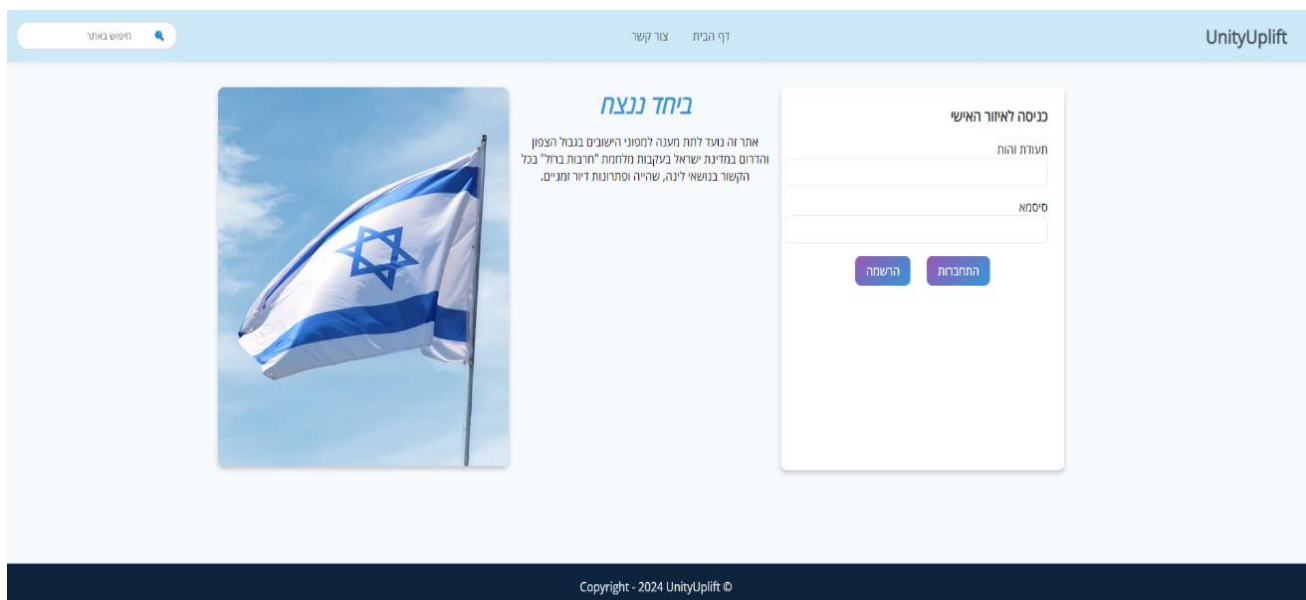 UnityUplift
דף הבית
צור קשר
חיפוש באתר
כניסה לאיזור האישי
תעודת זהות
סיסמא
התחברות
הרשמה
ביחד ננצח
אתר זה נועד לתת מענה למפוני הישובים בגבול הצפון
והדרום במדינת ישראל בעקבות מלחמת "חרבות ברזל" בכל
הקשור בנושאי לינה, שהייה ופתרונות דיור זמניים.
Copyright - 2024 UnityUplift ©